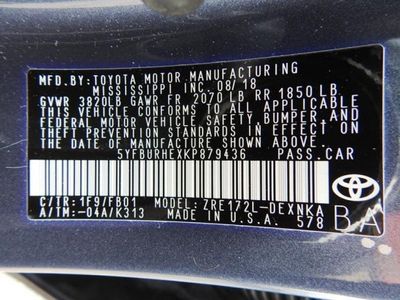 MFD.BY: TOYOTA MOTOR MANUFACTURING
MISSISSIPPI INC. 08/18
GVWR 3820LB GAWR FR 2070 LB RR 1850 LB
THIS VEHICLE CONFORMS TO ALL APPLICABLE
FEDERAL MOTOR VEHICLE SAFETY, BUMPER, AND
THEFT PREVENTION STANDARDS IN EFFECT ON
THE DATE OF MANUFACTURE SHOWN ABOVE.
5YFBURHEXKP879436 PASS.CAR
C/TR: 1F9/FB01 MODEL: ZRE172L-DEXNKA
A/TM: -04A/K313 MADE IN U.S.A. 578
TOYOTA
BA